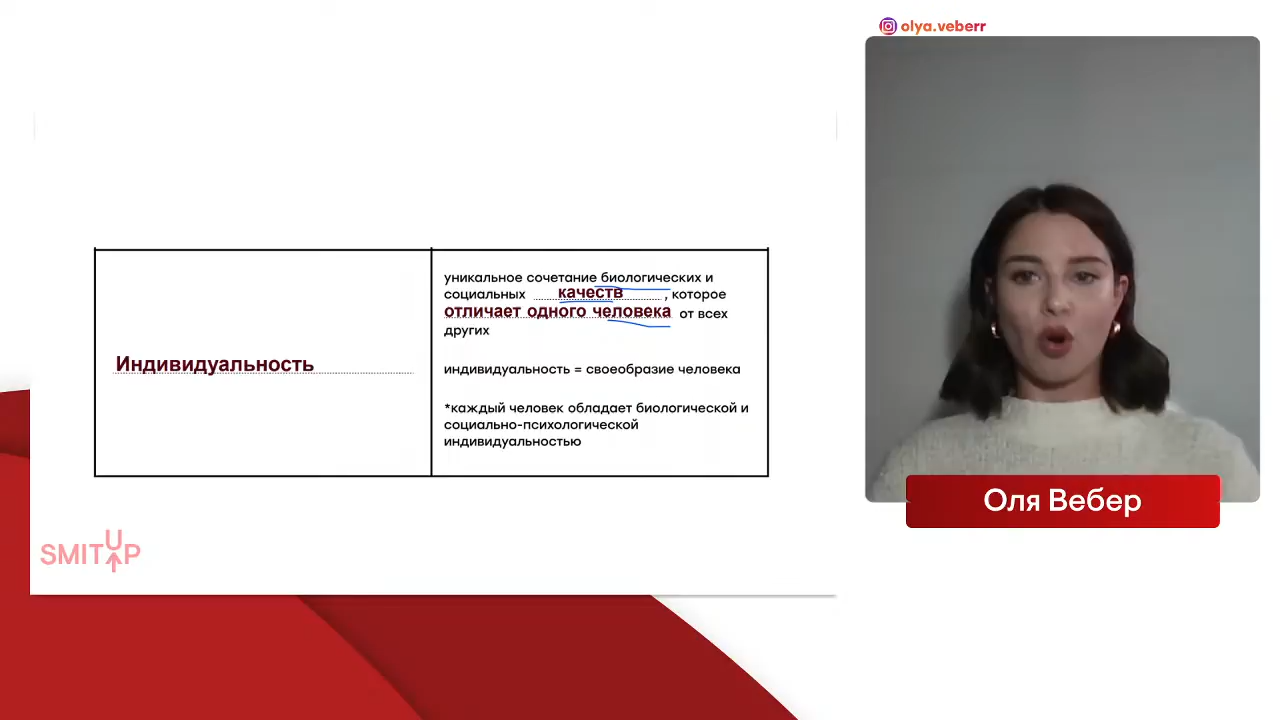 olya.veberr
Индивидуальность
уникальное сочетание биологических и
социальных качеств, которое
отличает одного человека от всех
других
индивидуальность = своеобразие человека
*каждый человек обладает биологической и
социально-психологической
индивидуальностью
Оля Вебер
SMITUP